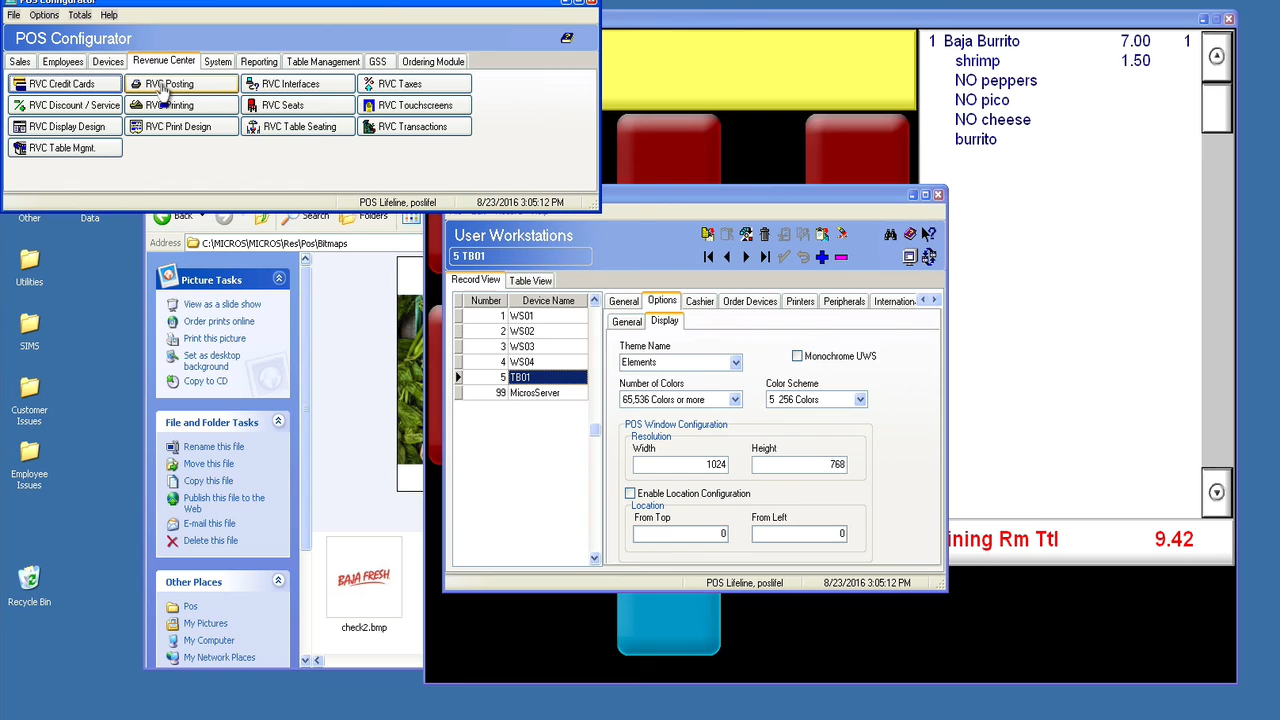 POS Configurator
File Options Totals Help
POS Configurator
Sales Employees Devices Revenue Center System Reporting Table Management GSS Ordering Module
RVC Credit Cards RVC Posting RVC Interfaces RVC Taxes
RVC Discount / Service RVC Printing RVC Seats RVC Touchscreens
RVC Display Design RVC Print Design RVC Table Seating RVC Transactions
RVC Table Mgmt.
POS Lifeline, poslifel 8/23/2016 3:05:12 PM
1 Baja Burrito 7.00 1
shrimp 1.50
NO peppers
NO pico
NO cheese
burrito
ining Rm Ttl 9.42
Other
Data
Utilities
SIMS
Customer
Issues
Employee
Issues
Recycle Bin
Back Search Folders
Address C:\MICROS\MICROS\Res\Pos\Bitmaps
Picture Tasks
View as a slide show
Order prints online
Print this picture
Set as desktop
background
Copy to CD
File and Folder Tasks
Rename this file
Move this file
Copy this file
Publish this file to the
Web
E-mail this file
Delete this file
Other Places
Pos
My Pictures
My Computer
My Network Places
BAJA FRESH
check2.bmp
User Workstations
5 TB01
Record View Table View
Number Device Name
1 WS01
2 WS02
3 WS03
4 WS04
5 TB01
99 MicrosServer
General Options Cashier Order Devices Printers Peripherals Internation
General Display
Theme Name
Elements
Monochrome UWS
Number of Colors Color Scheme
65,536 Colors or more 5 256 Colors
POS Window Configuration
Resolution
Width Height
1024 768
Enable Location Configuration
Location
From Top From Left
0 0
POS Lifeline, poslifel 8/23/2016 3:05:12 PM